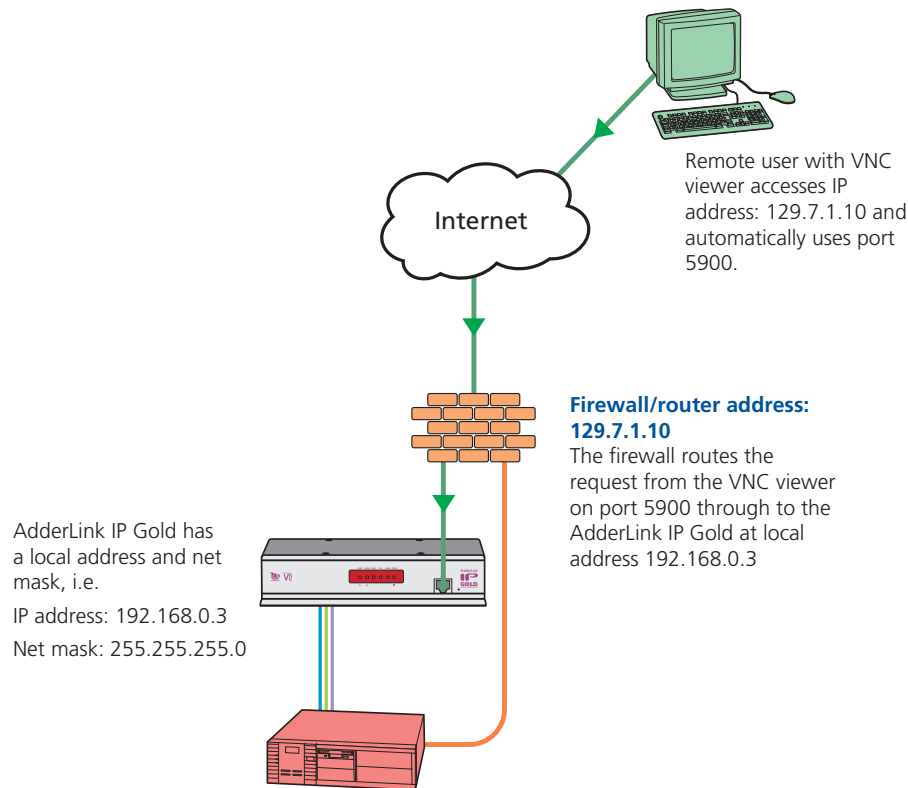 Remote user with VNC
viewer accesses IP
address: 129.7.1.10 and
automatically uses port
5900.
Internet
Firewall/router address:
129.7.1.10
The firewall routes the
request from the VNC viewer
on port 5900 through to the
AdderLink IP Gold at local
address 192.168.0.3
AdderLink IP Gold has
a local address and net
mask, i.e.
IP address: 192.168.0.3
Net mask: 255.255.255.0
AdderLink
IP
GOLD